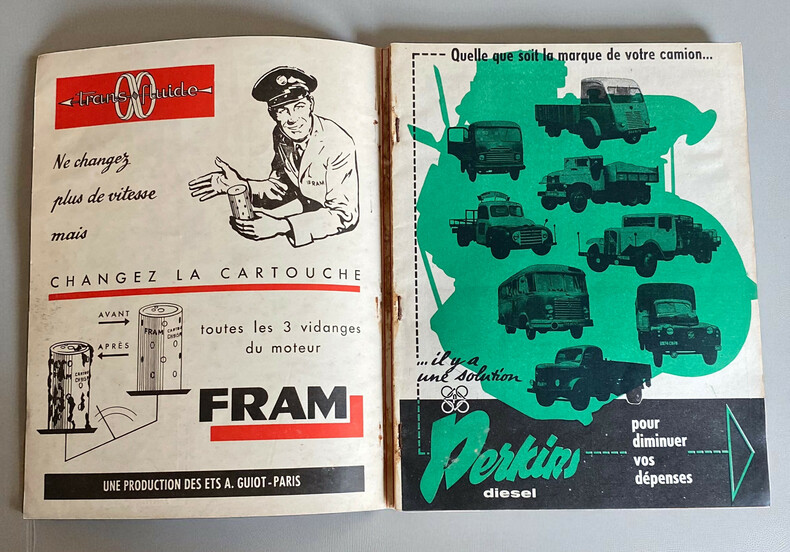 trans fluide
Ne changez
plus de vitesse
mais
FRAM
CHANGEZ LA CARTOUCHE
AVANT
APRÈS
FRAM
toutes les 3 vidanges
du moteur
FRAM
UNE PRODUCTION DES ETS A. GUIOT - PARIS
Quelle que soit la marque de votre camion...
...il y a
une solution
Perkins
diesel
pour
diminuer
vos
dépenses